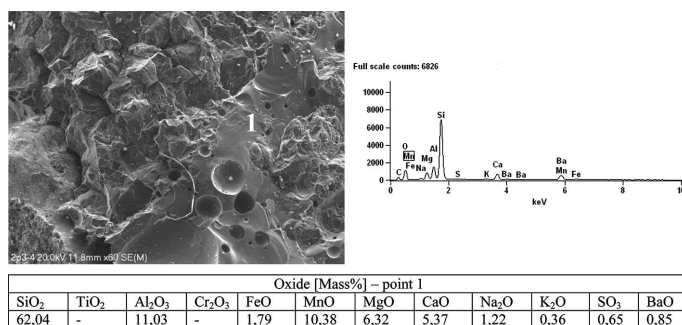 1
2p3-4 20.0kV 11.8mm x60 SE(M)
Full scale counts: 6826
10000
8000
6000
4000
2000
0
C
O
Mn
Fe
Na
Mg
Al
Si
S
K
Ca
Ba
Ba
Ba
Mn
Fe
0 2 4 6 8 10
keV
Oxide [Mass%] – point 1
SiO₂ TiO₂ Al₂O₃ Cr₂O₃ FeO MnO MgO CaO Na₂O K₂O SO₃ BaO
62,04 - 11,03 - 1,79 10,38 6,32 5,37 1,22 0,36 0,65 0,85